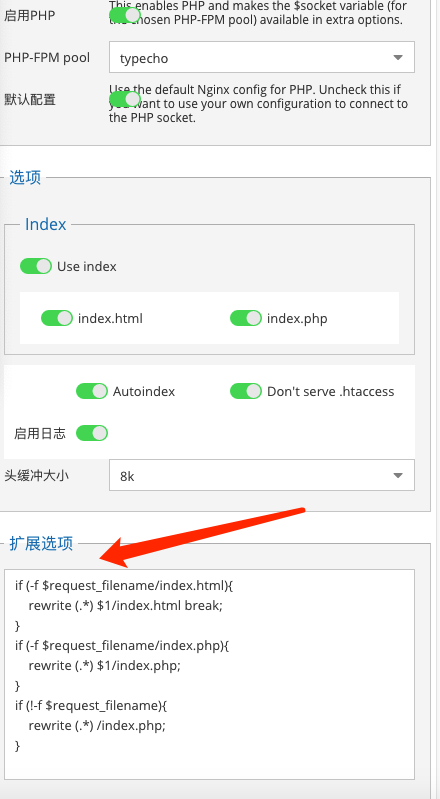 启用PHP
This enables PHP and makes the $socket variable (for
the chosen PHP-FPM pool) available in extra options.
PHP-FPM pool
typecho
默认配置
Use the default Nginx config for PHP. Uncheck this if
you want to use your own configuration to connect to
the PHP socket.
选项
Index
Use index
index.html
index.php
Autoindex
Don't serve .htaccess
启用日志
头缓冲大小
8k
扩展选项
if (-f $request_filename/index.html){
rewrite (.*) $1/index.html break;
}
if (-f $request_filename/index.php){
rewrite (.*) $1/index.php;
}
if (!-f $request_filename){
rewrite (.*) /index.php;
}